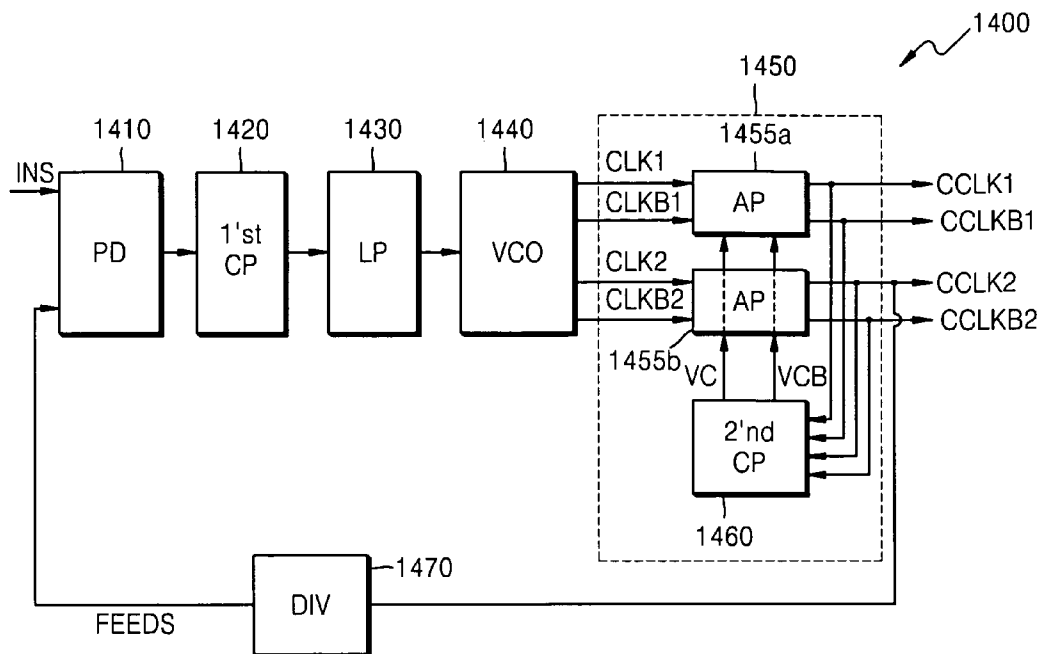 1400
1450
1410
1420
1430
1440
1455a
INS
CLK1
CCLK1
CLKB1
AP
CCLKB1
PD
1'st
CP
LP
VCO
CLK2
CCLK2
CLKB2
AP
CCLKB2
1455b
VC
VCB
2'nd
CP
1460
1470
DIV
FEEDS